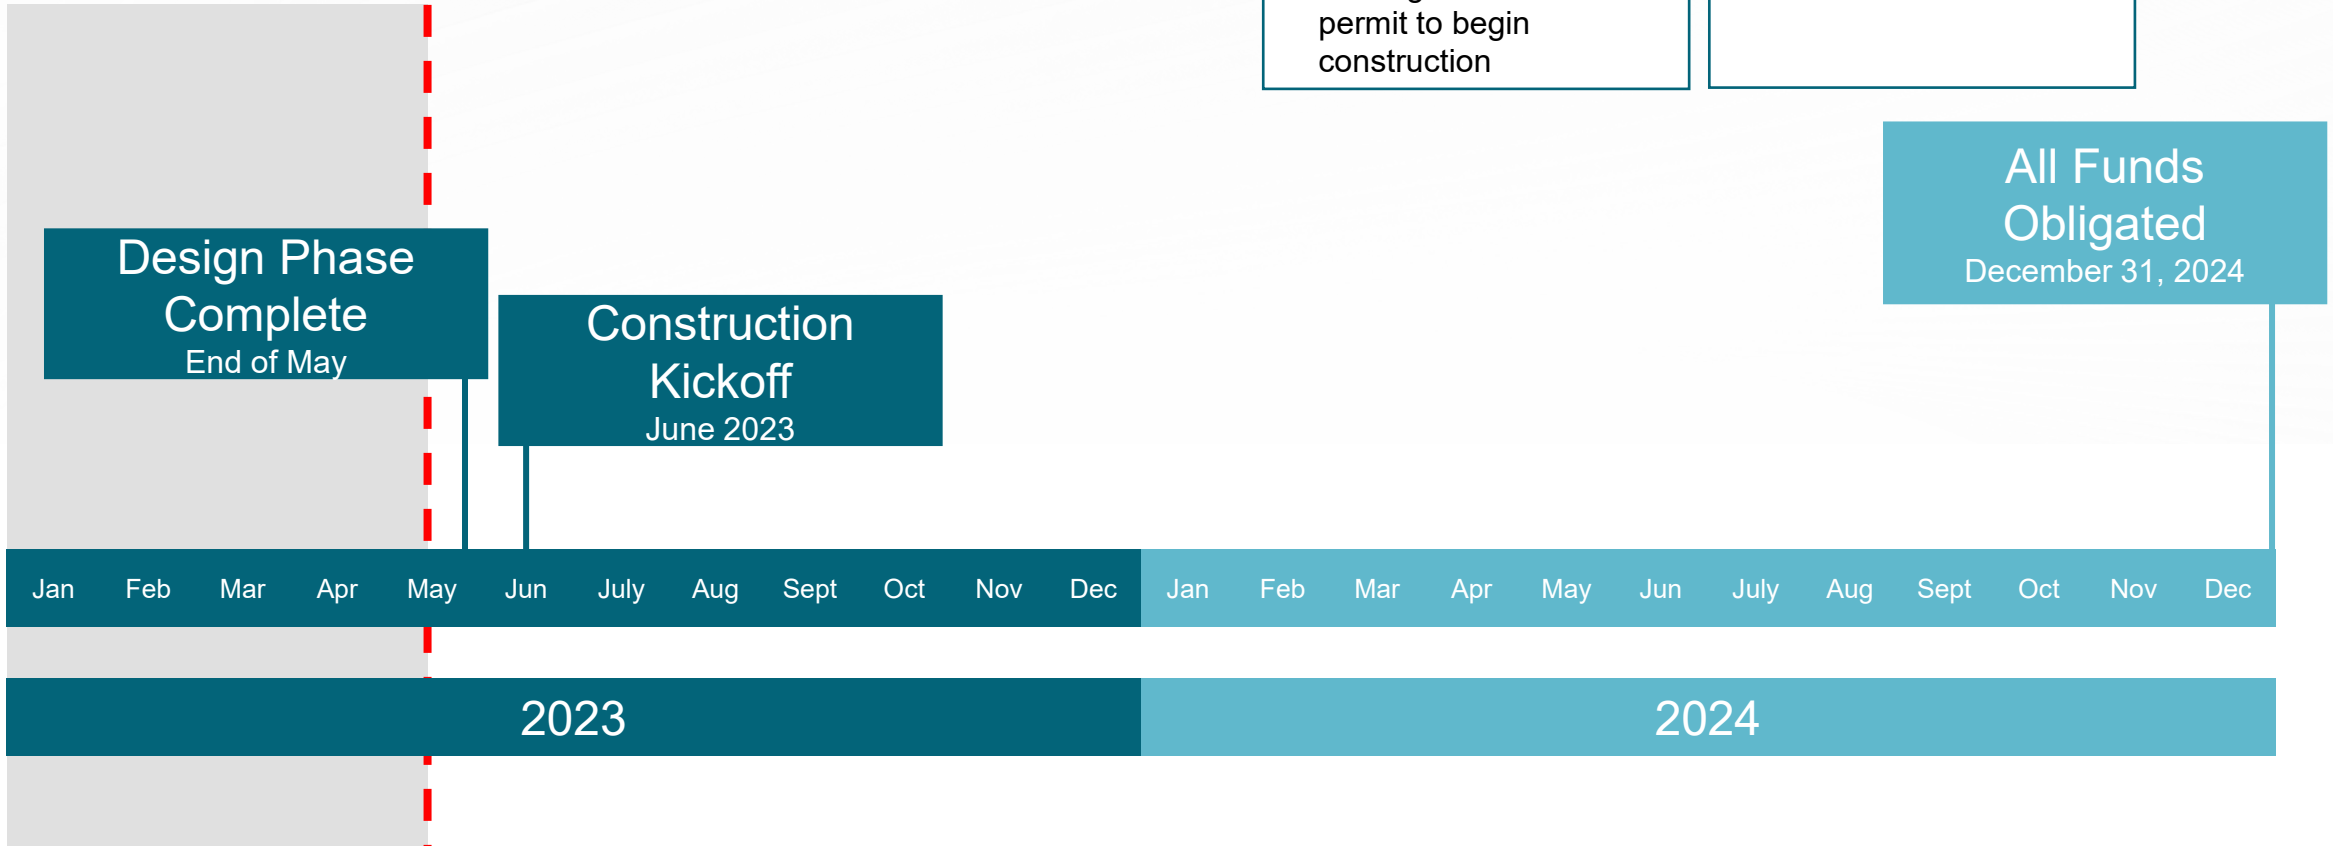 permit to begin
construction
All Funds
Obligated
December 31, 2024
Design Phase
Complete
End of May
Construction
Kickoff
June 2023
Jan Feb Mar Apr May Jun July Aug Sept Oct Nov Dec Jan Feb Mar Apr May Jun July Aug Sept Oct Nov Dec
2023 2024